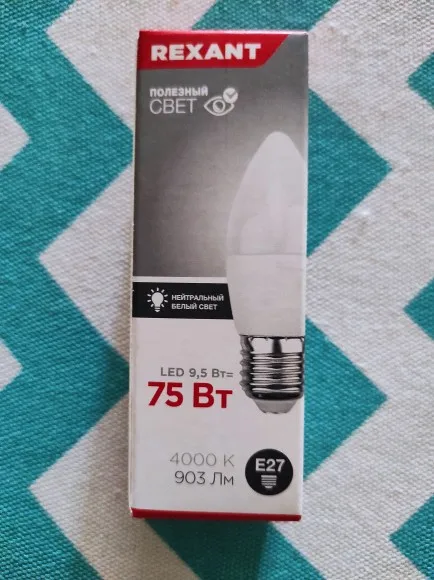 REXANT
ПОЛЕЗНЫЙ
СВЕТ
НЕЙТРАЛЬНЫЙ
БЕЛЫЙ СВЕТ
LED 9,5 Вт=
75 Вт
4000 К
903 Лм
E27